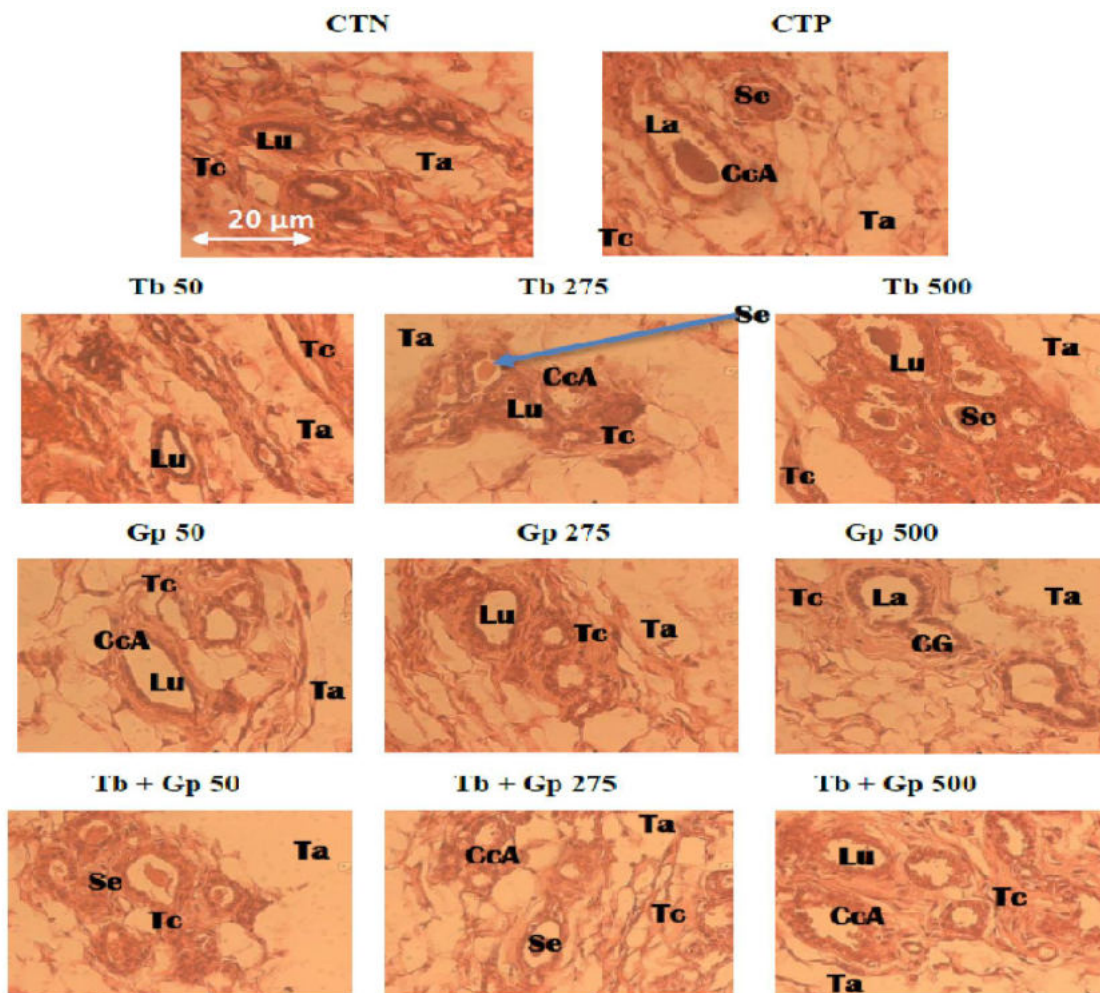 CTN CTP
Se
La
Lu
Ta
Tc
CcA
20 µm
Ta
Tc
Tb 50 Tb 275 Tb 500
Se
Tc
Ta
Ta
Lu
CcA
Lu
Tc
Lu
Ta
Se
Tc
Gp 50 Gp 275 Gp 500
Tc
CcA
Lu
Ta
Lu
Tc
Ta
Tc
La
Ta
CG
Tb + Gp 50 Tb + Gp 275 Tb + Gp 500
Ta
Se
Tc
Ta
CcA
Tc
Se
Lu
Tc
CcA
Ta